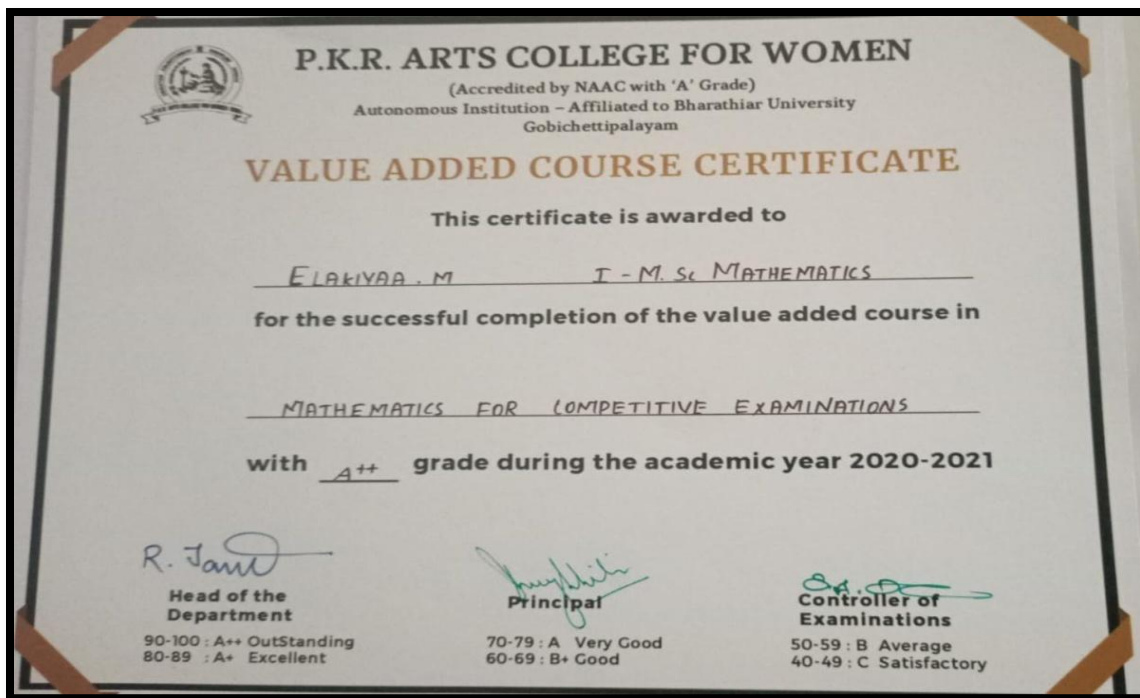 P.K.R. ARTS COLLEGE FOR WOMEN
(Accredited by NAAC with 'A' Grade)
Autonomous Institution – Affiliated to Bharathiar University
Gobichettipalayam
VALUE ADDED COURSE CERTIFICATE
This certificate is awarded to
ELAKIYAA . M I - M. Sc MATHEMATICS
for the successful completion of the value added course in
MATHEMATICS FOR COMPETITIVE EXAMINATIONS
with A++ grade during the academic year 2020-2021
Head of the
Department
Principal
Controller of
Examinations
90-100 : A++ OutStanding
80-89 : A+ Excellent
70-79 : A Very Good
60-69 : B+ Good
50-59 : B Average
40-49 : C Satisfactory